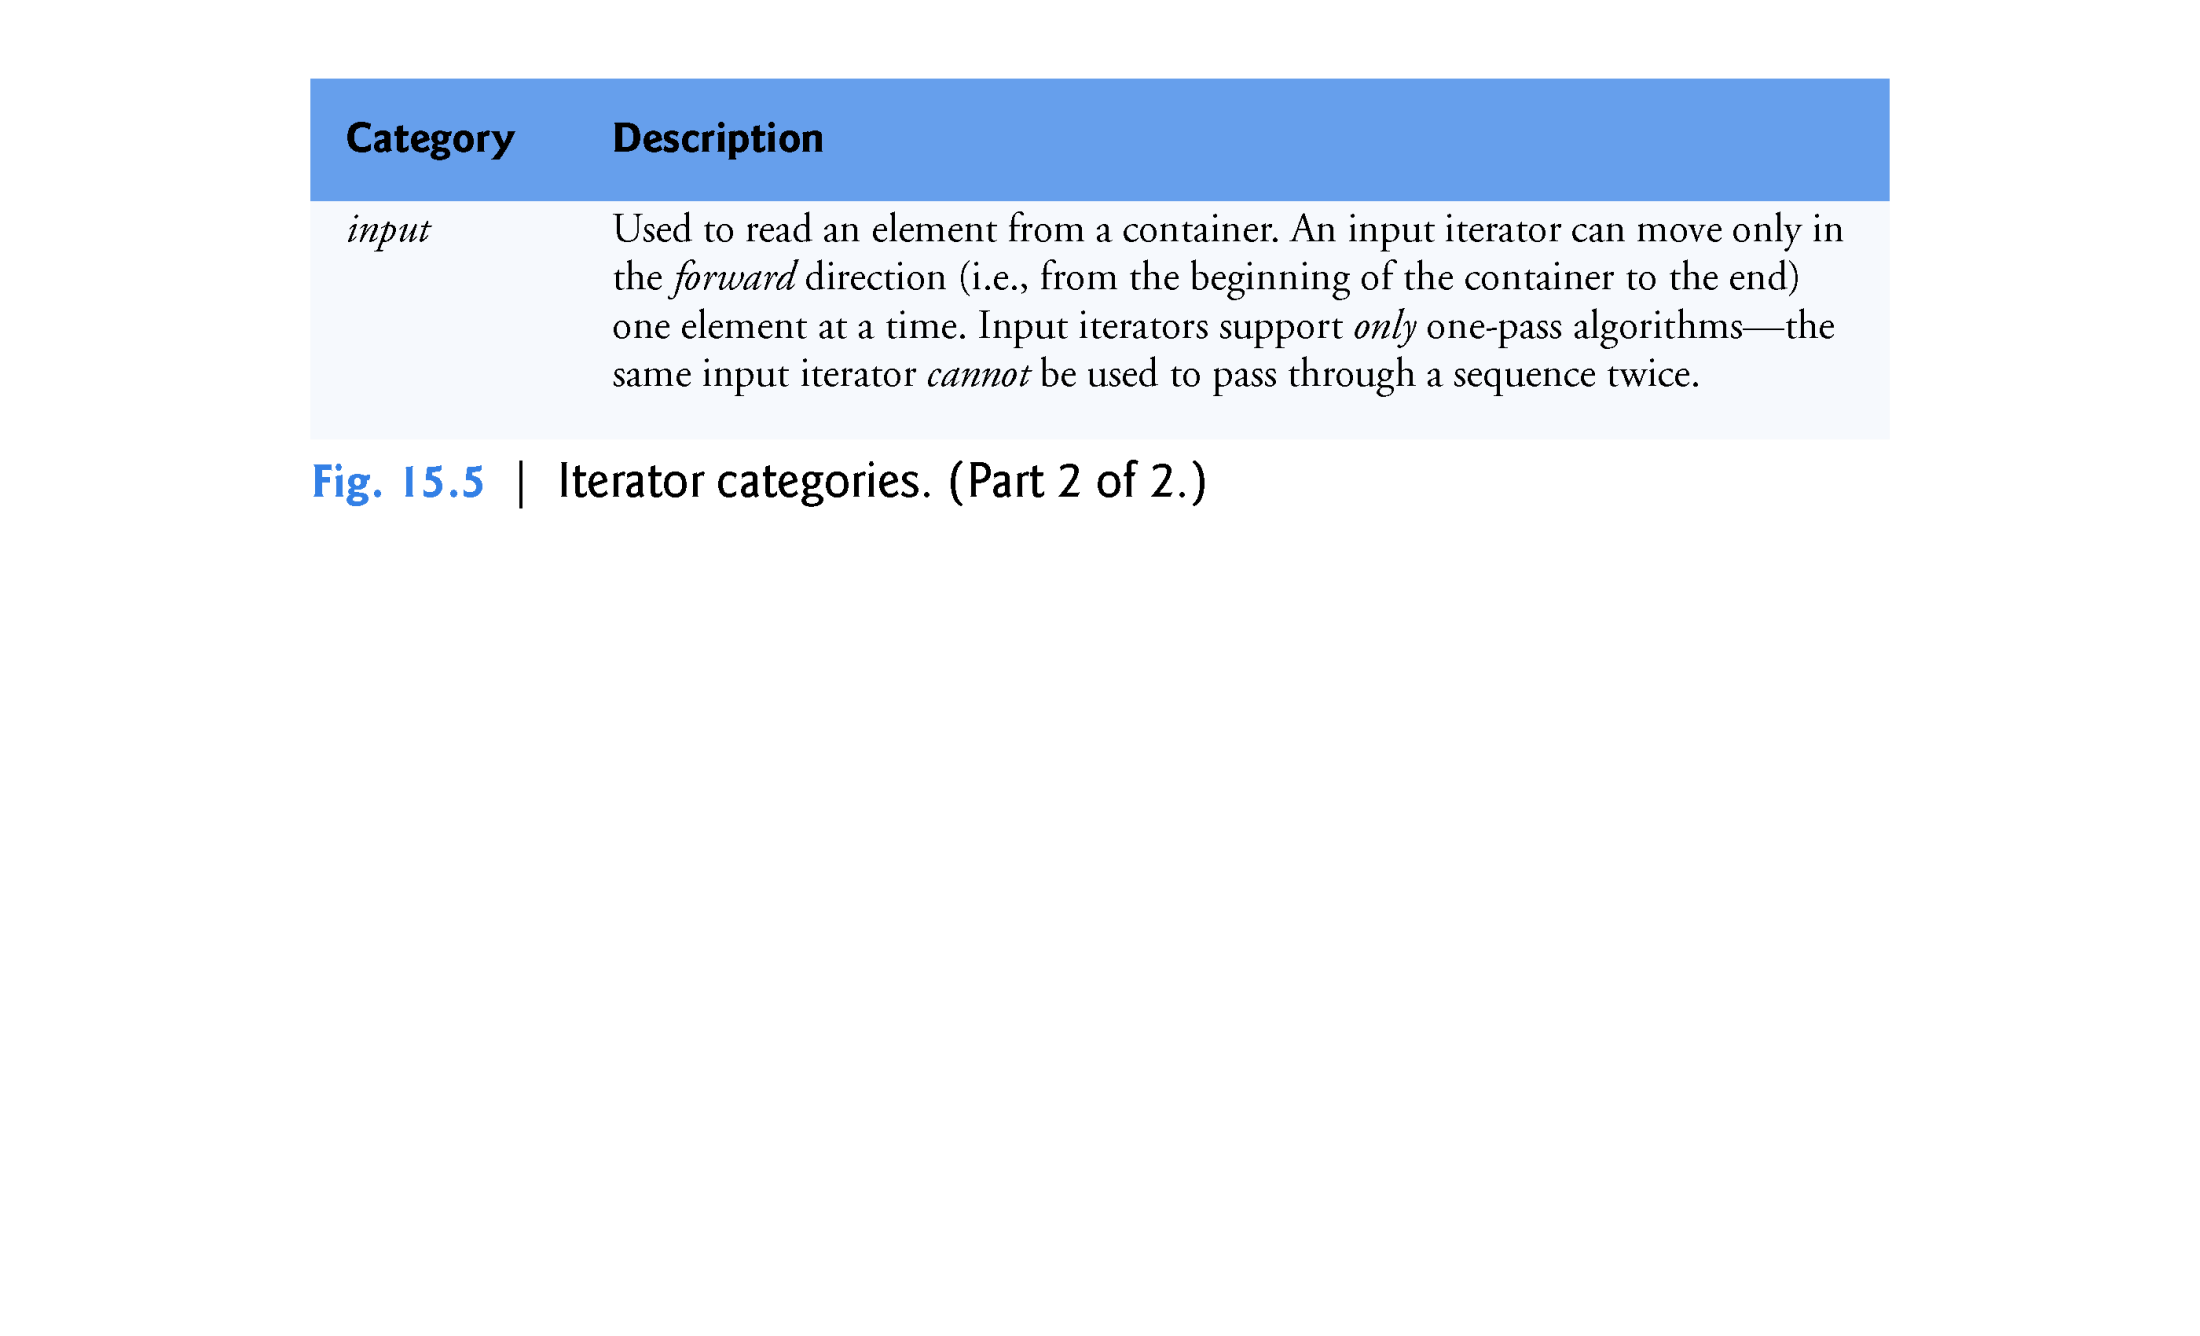 Category Description
input Used to read an element from a container. An input iterator can move only in
the forward direction (i.e., from the beginning of the container to the end)
one element at a time. Input iterators support only one-pass algorithms—the
same input iterator cannot be used to pass through a sequence twice.
Fig. 15.5 | Iterator categories. (Part 2 of 2.)